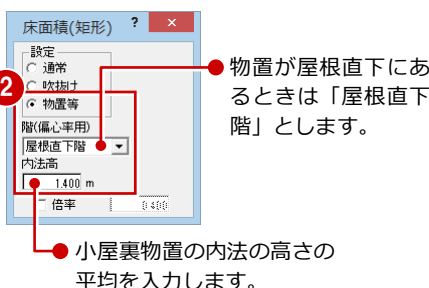 床面積(矩形) ? ×
設定
通常
吹抜け
2
物置等
階(偏心率用)
屋根直下階
内法高
1.400 m
倍率 0.400
物置が屋根直下にあ
るときは「屋根直下
階」とします。
小屋裏物置の内法の高さの
平均を入力します。